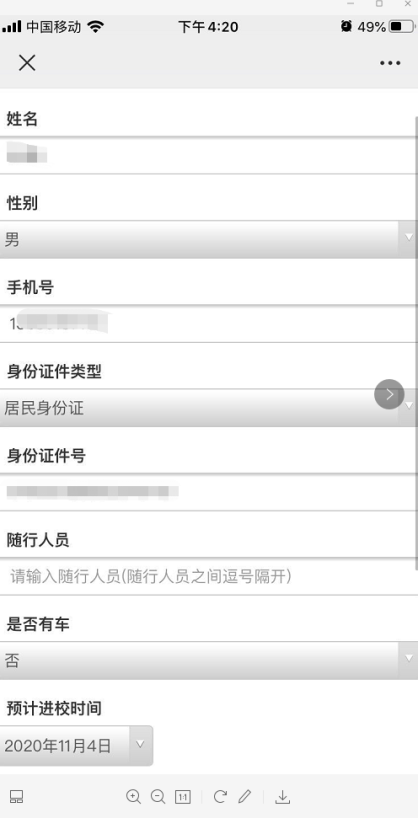 中国移动
下午4:20
49%
姓名
性别
男
手机号
1
身份证件类型
居民身份证
身份证件号
随行人员
请输入随行人员(随行人员之间逗号隔开)
是否有车
否
预计进校时间
2020年11月4日
1:1